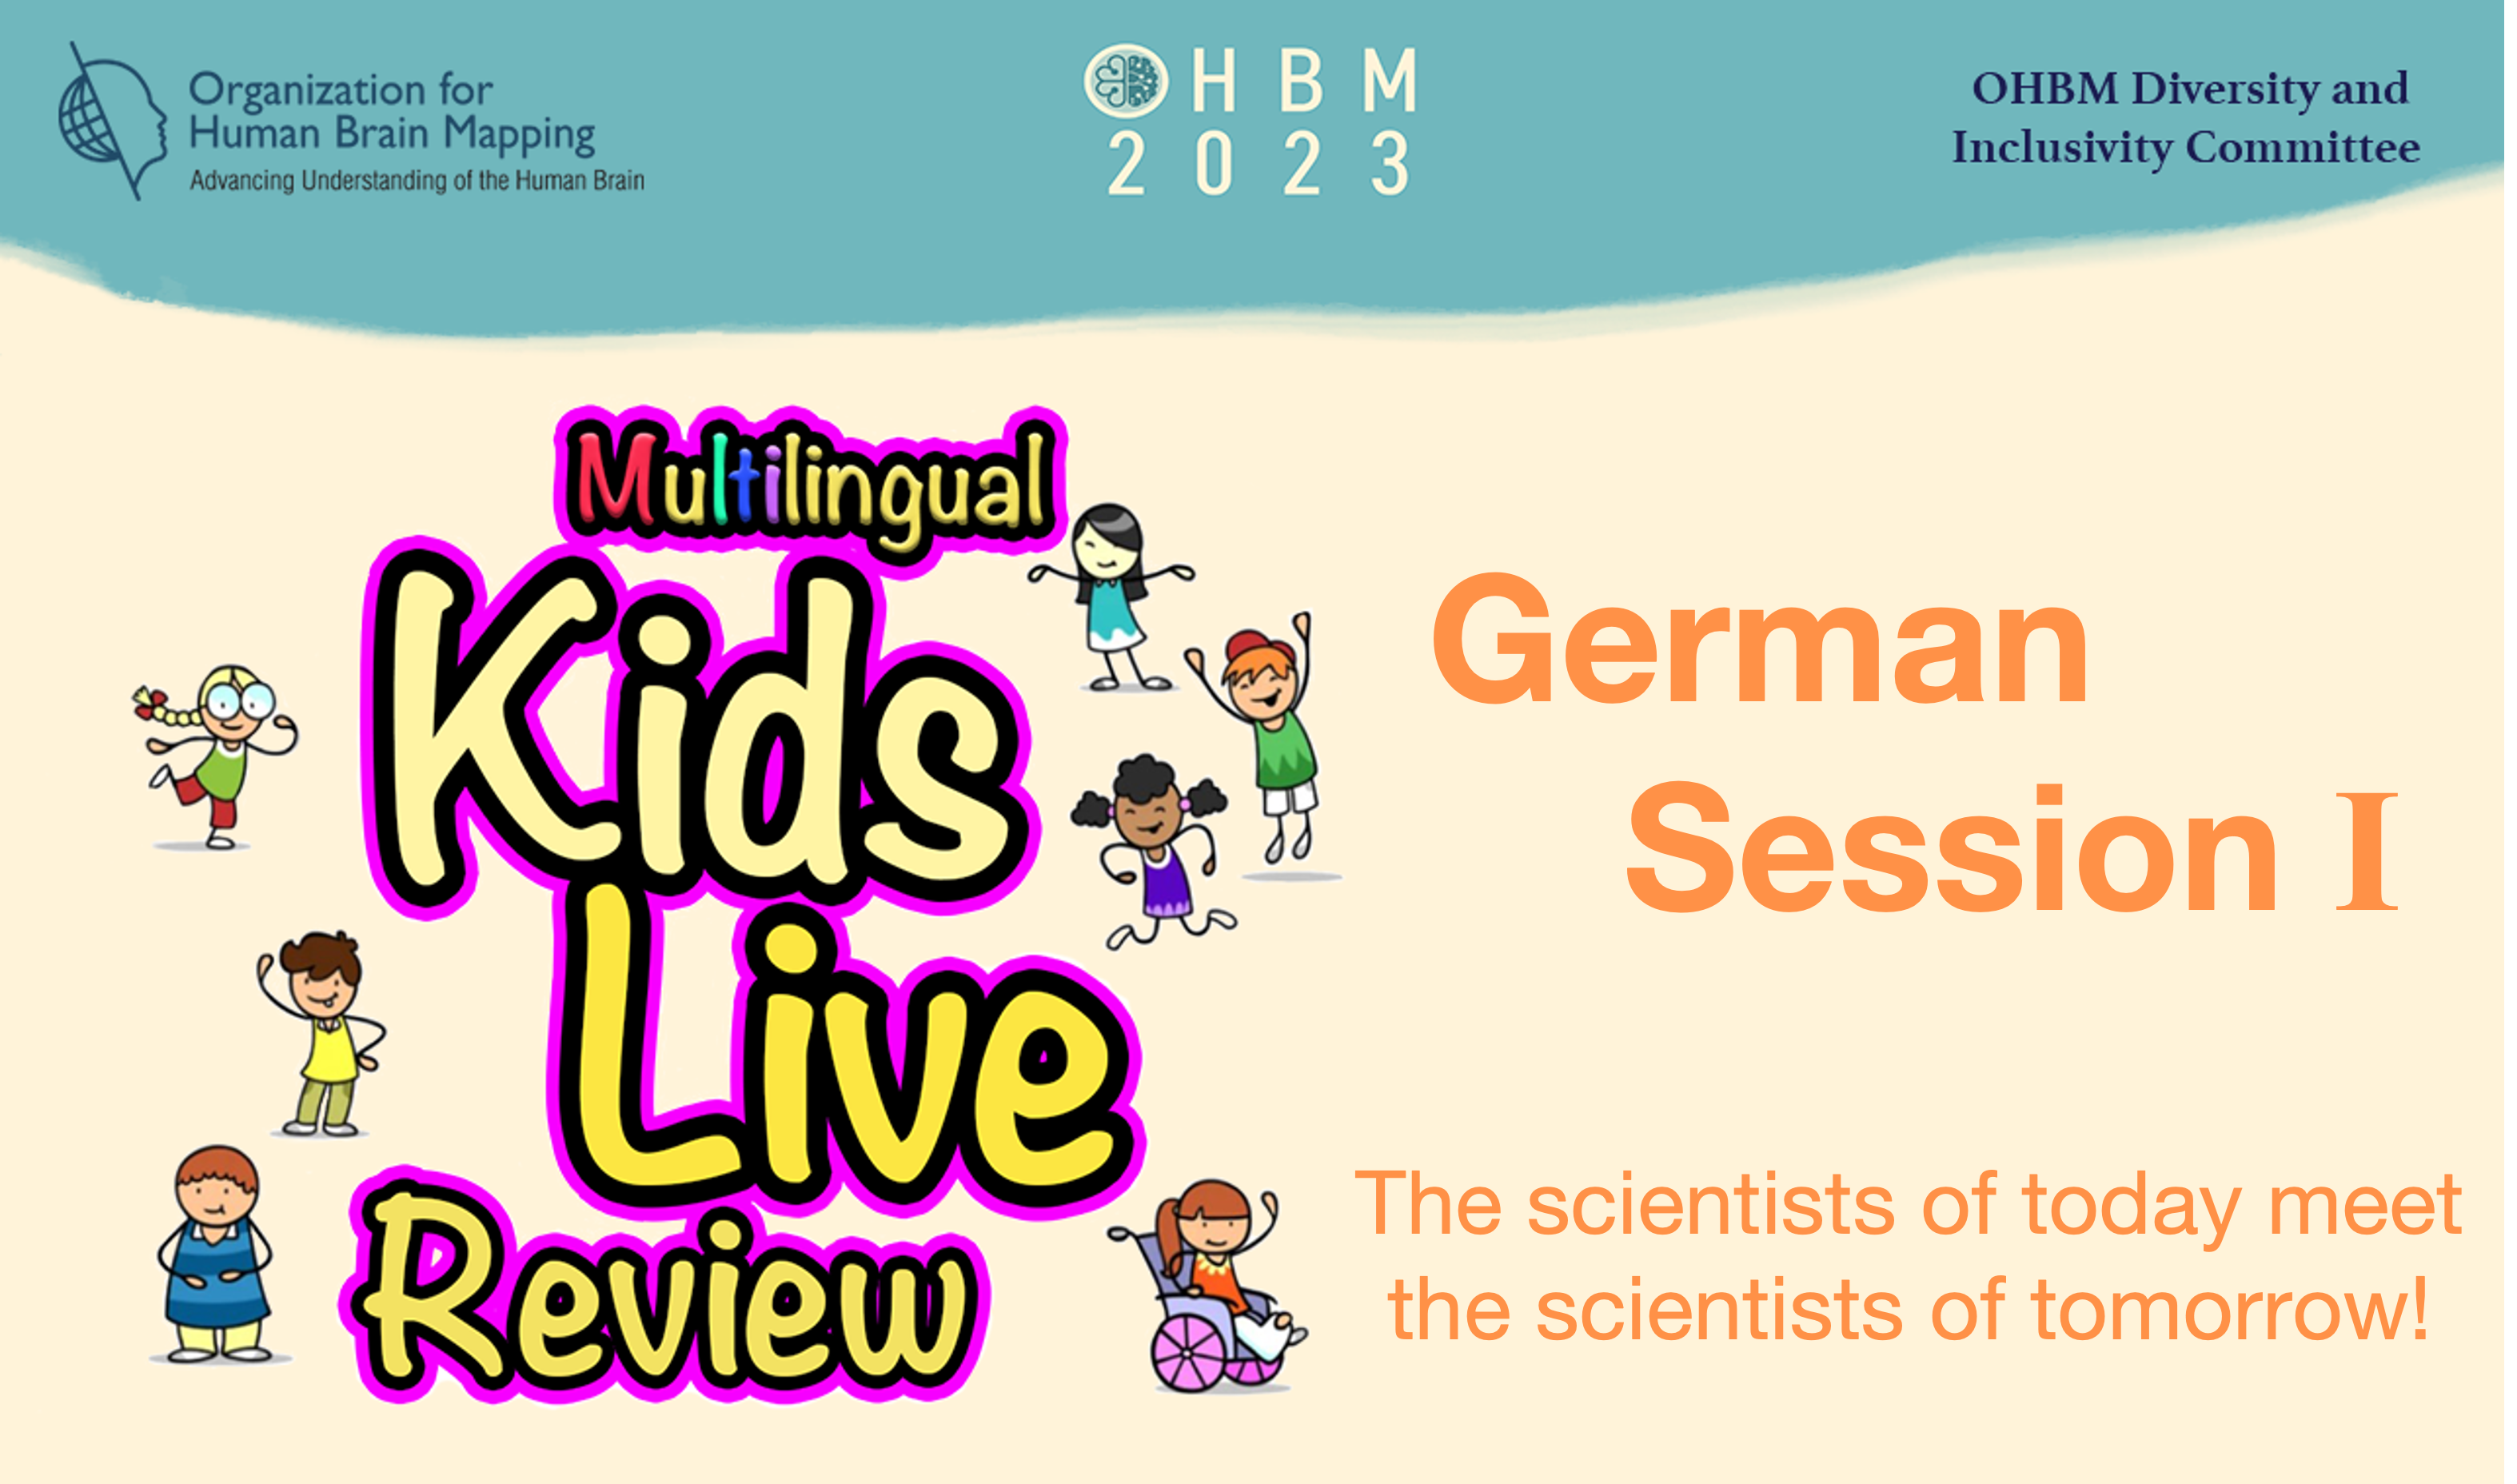 Organization for
Human Brain Mapping
Advancing Understanding of the Human Brain
OHBM
2023
OHBM Diversity and
Inclusivity Committee
Multilingual
Kids
Live
Review
German
Session I
The scientists of today meet
the scientists of tomorrow!